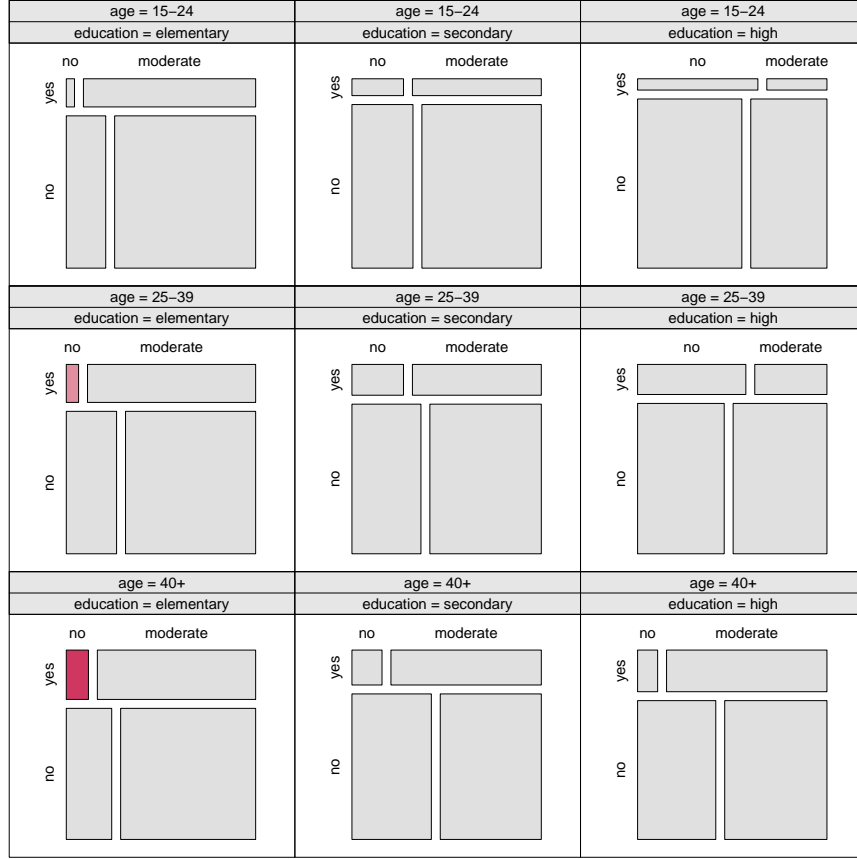 age = 15−24
education = elementary
no moderate
yes
no
age = 15−24
education = secondary
no moderate
yes
no
age = 15−24
education = high
no moderate
yes
no
age = 25−39
education = elementary
no moderate
yes
no
age = 25−39
education = secondary
no moderate
yes
no
age = 25−39
education = high
no moderate
yes
no
age = 40+
education = elementary
no moderate
yes
no
age = 40+
education = secondary
no moderate
yes
no
age = 40+
education = high
no moderate
yes
no